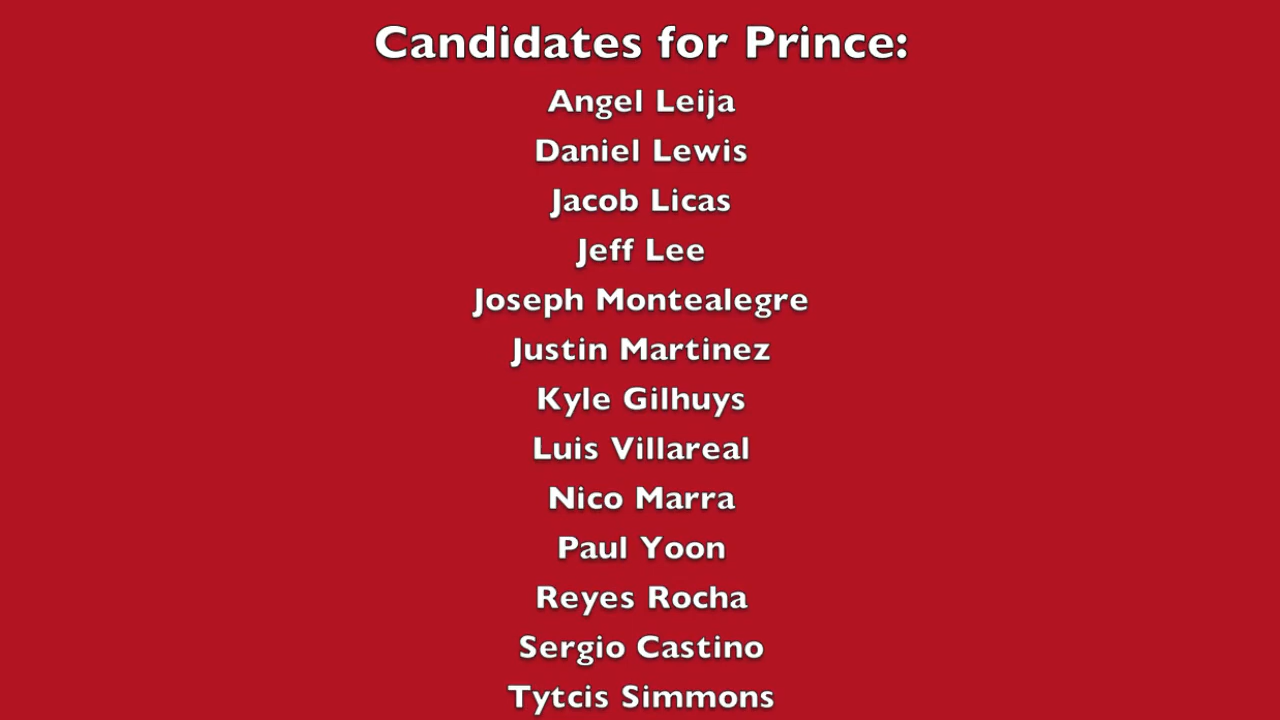 Candidates for Prince:
Angel Leija
Daniel Lewis
Jacob Licas
Jeff Lee
Joseph Montealegre
Justin Martinez
Kyle Gilhuys
Luis Villareal
Nico Marra
Paul Yoon
Reyes Rocha
Sergio Castino
Tytcis Simmons